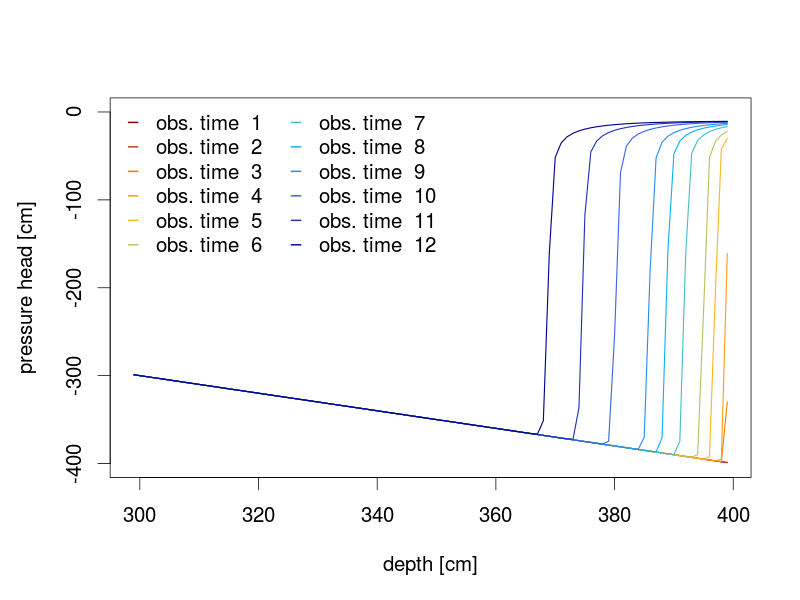 obs. time 1
obs. time 2
obs. time 3
obs. time 4
obs. time 5
obs. time 6
obs. time 7
obs. time 8
obs. time 9
obs. time 10
obs. time 11
obs. time 12
0
-100
-200
-300
-400
pressure head [cm]
300 320 340 360 380 400
depth [cm]